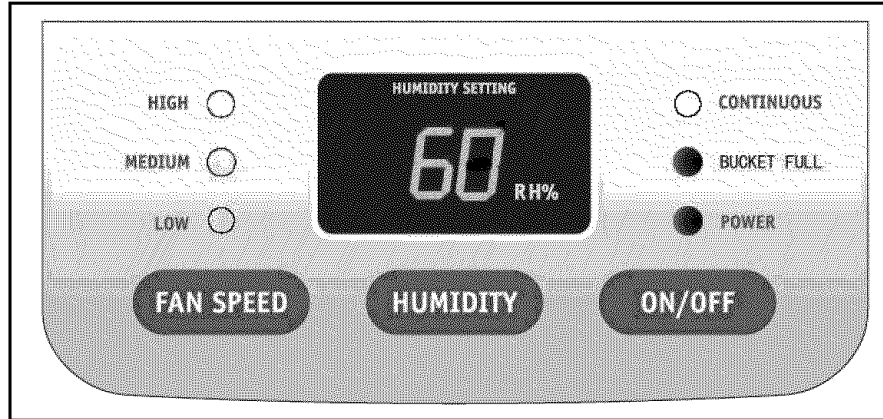 HUMIDITY SETTING
HIGH
CONTINUOUS
60
RH%
MEDIUM
BUCKET FULL
LOW
POWER
FAN SPEED
HUMIDITY
ON/OFF